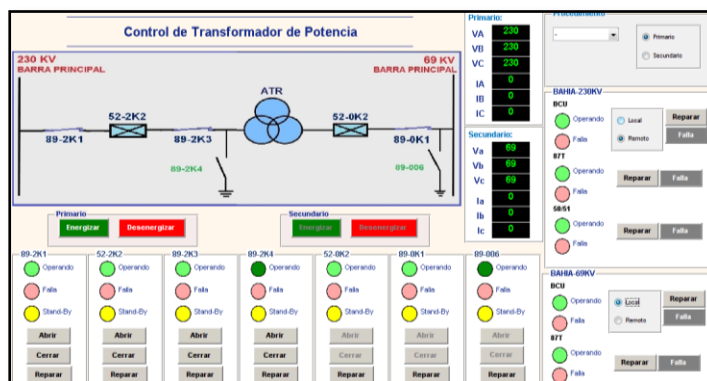 Control de Transformador de Potencia
230 KV
BARRA PRINCIPAL
69 KV
BARRA PRINCIPAL
ATR
52-2K2
52-0K2
89-2K1
89-2K3
89-0K1
89-2K4
89-006
Primario
Energizar
Desenergizar
Secundario
Energizar
Desenergizar
89-2K1
Operando
Falla
Stand-By
Abrir
Cerrar
Reparar
52-2K2
Operando
Falla
Stand-By
Abrir
Cerrar
Reparar
89-2K3
Operando
Falla
Stand-By
Abrir
Cerrar
Reparar
89-2K4
Operando
Falla
Stand-By
Abrir
Cerrar
Reparar
52-0K2
Operando
Falla
Stand-By
Abrir
Cerrar
Reparar
89-0K1
Operando
Falla
Stand-By
Abrir
Cerrar
Reparar
89-006
Operando
Falla
Stand-By
Abrir
Cerrar
Reparar
Primario:
VA 230
VB 230
VC 230
IA 0
IB 0
IC 0
Secundario:
Va 69
Vb 69
Vc 69
Ia 0
Ib 0
Ic 0
Procedimiento
-
Primario
Secundario
BAHIA-230KV
BCU
Operando
Falla
Local
Remoto
Reparar
Falla
87T
Operando
Falla
Reparar
Falla
50/51
Operando
Falla
Reparar
Falla
BAHIA-69KV
BCU
Operando
Falla
Local
Remoto
Reparar
Falla
87T
Operando
Falla
Reparar
Falla